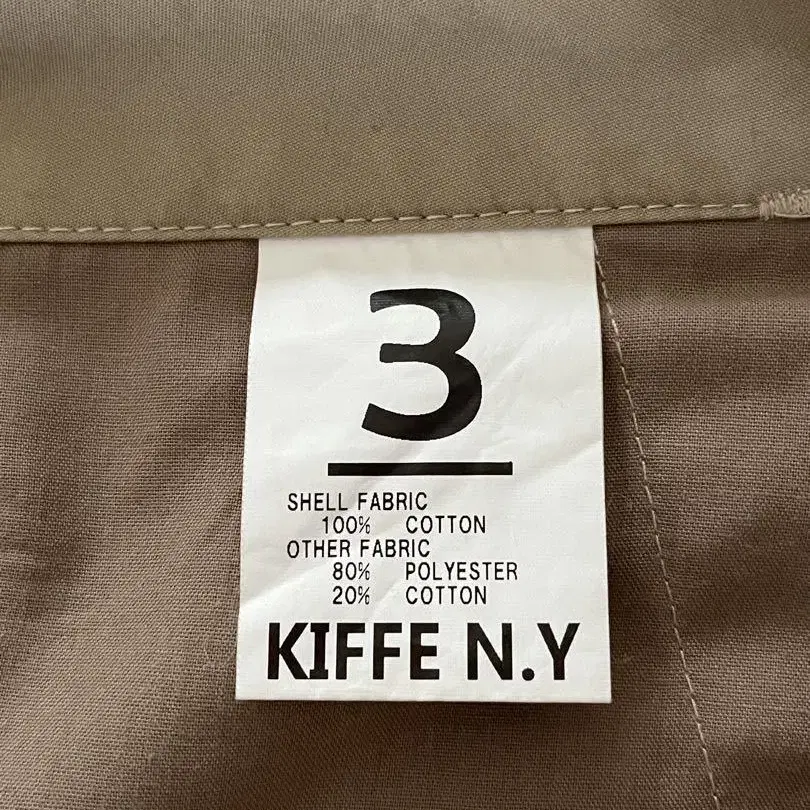 3
SHELL FABRIC
100% COTTON
OTHER FABRIC
80% POLYESTER
20% COTTON
KIFFE N.Y